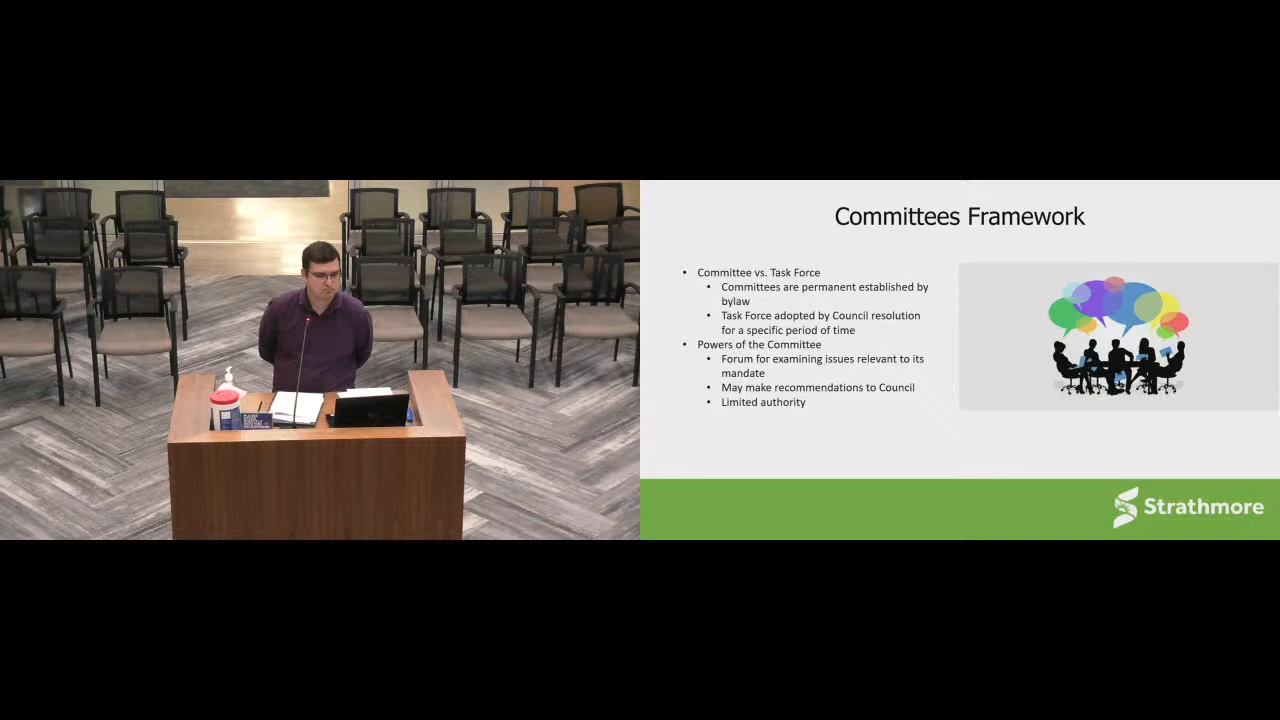 Committees Framework
• Committee vs. Task Force
• Committees are permanent established by
bylaw
• Task Force adopted by Council resolution
for a specific period of time
• Powers of the Committee
• Forum for examining issues relevant to its
mandate
• May make recommendations to Council
• Limited authority
Strathmore